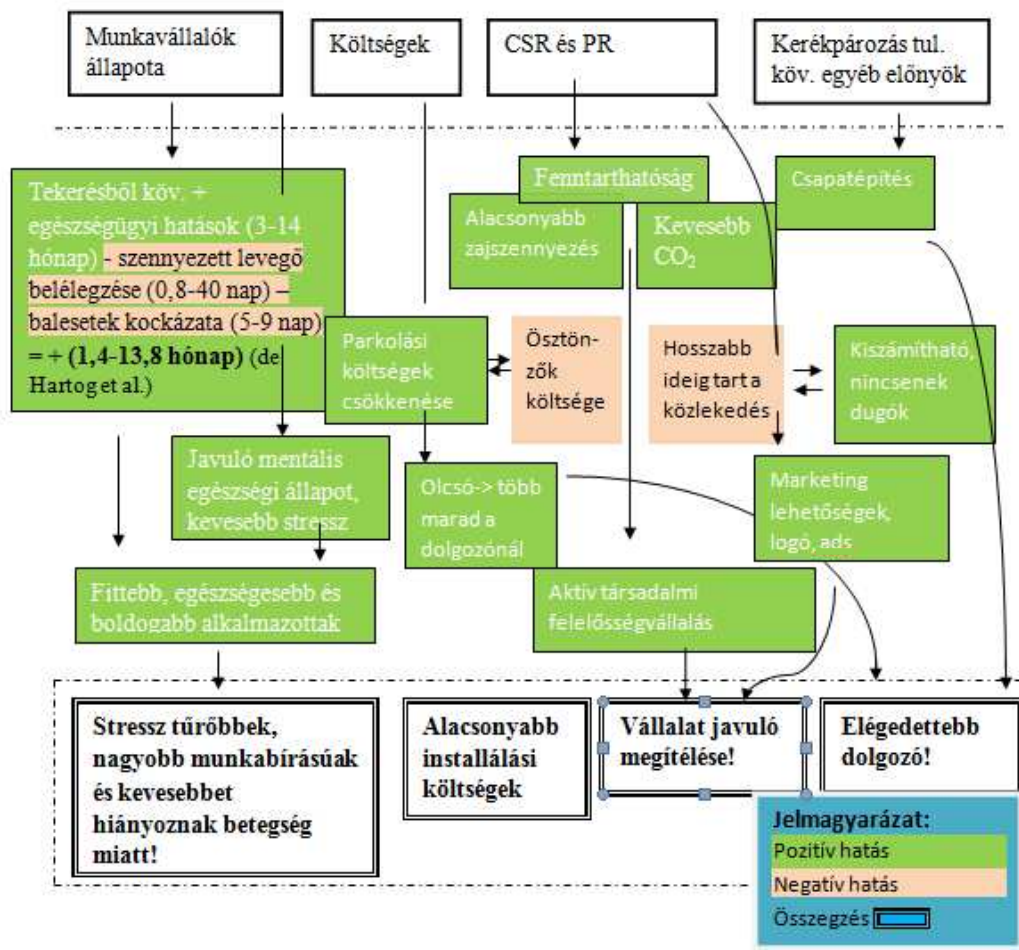 Munkavállalók
állapota
Költségek
CSR és PR
Kerékpározás tul.
köv. egyéb előnyök
Tekerésből köv. +
egészségügyi hatások (3-14
hónap) - szennyezett levegő
belélegzése (0,8-40 nap) –
balesetek kockázata (5-9 nap)
= + (1,4-13,8 hónap) (de
Hartog et al.)
Fenntarthatóság
Alacsonyabb
zajszennyezés
Kevesebb
CO₂
Csapatépítés
Parkolási
költségek
csökkenése
Ösztön-
zők
költsége
Hosszabb
ideig tart a
közlekedés
Kiszámítható,
nincsenek
dugók
Javuló mentális
egészségi állapot,
kevesebb stressz
Olcsó-> több
marad a
dolgozónál
Marketing
lehetőségek,
logó, ads
Fittebb, egészségesebb és
boldogabb alkalmazottak
Aktív társadalmi
felelősségvállalás
Stressz tűrőbbek,
nagyobb munkabírásúak
és kevesebbet
hiányoznak betegség
miatt!
Alacsonyabb
installálási
költségek
Vállalat javuló
megítélése!
Elégedettebb
dolgozó!
Jelmagyarázat:
Pozitív hatás
Negatív hatás
Összegzés